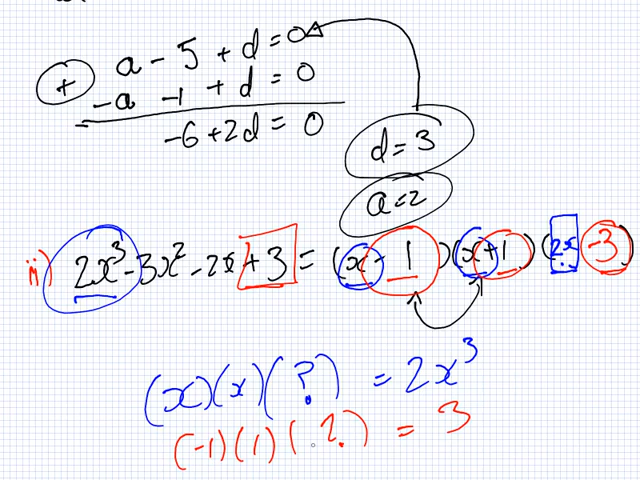 a - 5 + d = 0
+ -a -1 + d = 0
= -6 + 2d = 0
d = 3
a = 2
ii) 2x³ - 3x² - 2x + 3 = (x - 1)(x + 1)(2x - 3)
(x)(x)(?) = 2x³
(-1)(1)(?) = 3